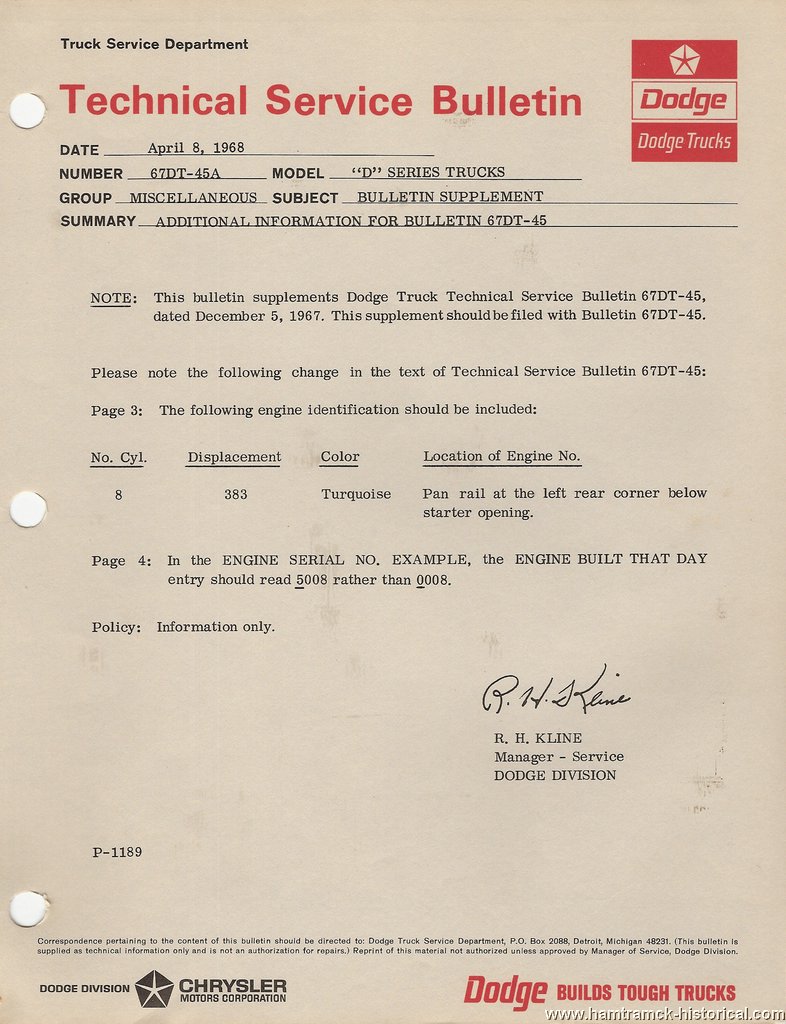 Truck Service Department
Technical Service Bulletin
Dodge
Dodge Trucks
DATE April 8, 1968
NUMBER 67DT-45A MODEL "D" SERIES TRUCKS
GROUP MISCELLANEOUS SUBJECT BULLETIN SUPPLEMENT
SUMMARY ADDITIONAL INFORMATION FOR BULLETIN 67DT-45
NOTE: This bulletin supplements Dodge Truck Technical Service Bulletin 67DT-45,
dated December 5, 1967. This supplement should be filed with Bulletin 67DT-45.
Please note the following change in the text of Technical Service Bulletin 67DT-45:
Page 3: The following engine identification should be included:
No. Cyl. Displacement Color Location of Engine No.
8 383 Turquoise Pan rail at the left rear corner below
starter opening.
Page 4: In the ENGINE SERIAL NO. EXAMPLE, the ENGINE BUILT THAT DAY
entry should read 5008 rather than 0008.
Policy: Information only.
R. H. Kline
R. H. KLINE
Manager - Service
DODGE DIVISION
P-1189
Correspondence pertaining to the content of this bulletin should be directed to: Dodge Truck Service Department, P.O. Box 2088, Detroit, Michigan 48231. (This bulletin is
supplied as technical information only and is not an authorization for repairs.) Reprint of this material not authorized unless approved by Manager of Service, Dodge Division.
DODGE DIVISION CHRYSLER
MOTORS CORPORATION
Dodge BUILDS TOUGH TRUCKS
www.hamtramck-historical.com